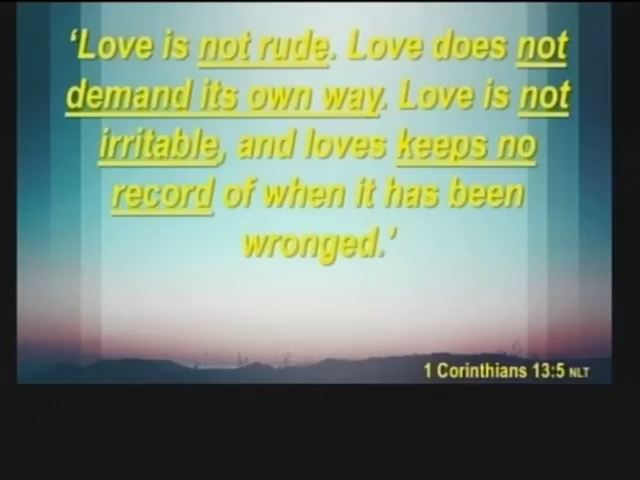 ‘Love is not rude. Love does not
demand its own way. Love is not
irritable, and loves keeps no
record of when it has been
wronged.’
1 Corinthians 13:5 NLT